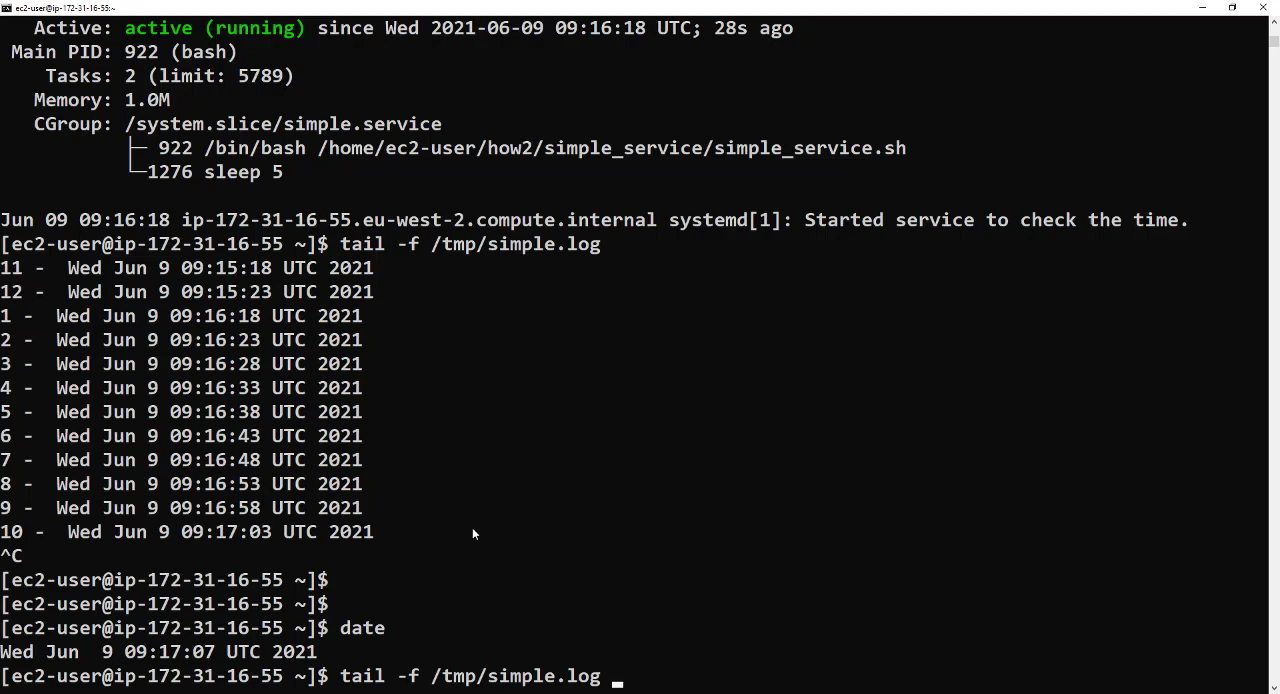 ec2-user@ip-172-31-16-55:~
Active: active (running) since Wed 2021-06-09 09:16:18 UTC; 28s ago
Main PID: 922 (bash)
Tasks: 2 (limit: 5789)
Memory: 1.0M
CGroup: /system.slice/simple.service
├─ 922 /bin/bash /home/ec2-user/how2/simple_service/simple_service.sh
└─1276 sleep 5
Jun 09 09:16:18 ip-172-31-16-55.eu-west-2.compute.internal systemd[1]: Started service to check the time.
[ec2-user@ip-172-31-16-55 ~]$ tail -f /tmp/simple.log
11 -  Wed Jun 9 09:15:18 UTC 2021
12 -  Wed Jun 9 09:15:23 UTC 2021
1 -  Wed Jun 9 09:16:18 UTC 2021
2 -  Wed Jun 9 09:16:23 UTC 2021
3 -  Wed Jun 9 09:16:28 UTC 2021
4 -  Wed Jun 9 09:16:33 UTC 2021
5 -  Wed Jun 9 09:16:38 UTC 2021
6 -  Wed Jun 9 09:16:43 UTC 2021
7 -  Wed Jun 9 09:16:48 UTC 2021
8 -  Wed Jun 9 09:16:53 UTC 2021
9 -  Wed Jun 9 09:16:58 UTC 2021
10 -  Wed Jun 9 09:17:03 UTC 2021
^C
[ec2-user@ip-172-31-16-55 ~]$
[ec2-user@ip-172-31-16-55 ~]$
[ec2-user@ip-172-31-16-55 ~]$ date
Wed Jun  9 09:17:07 UTC 2021
[ec2-user@ip-172-31-16-55 ~]$ tail -f /tmp/simple.log